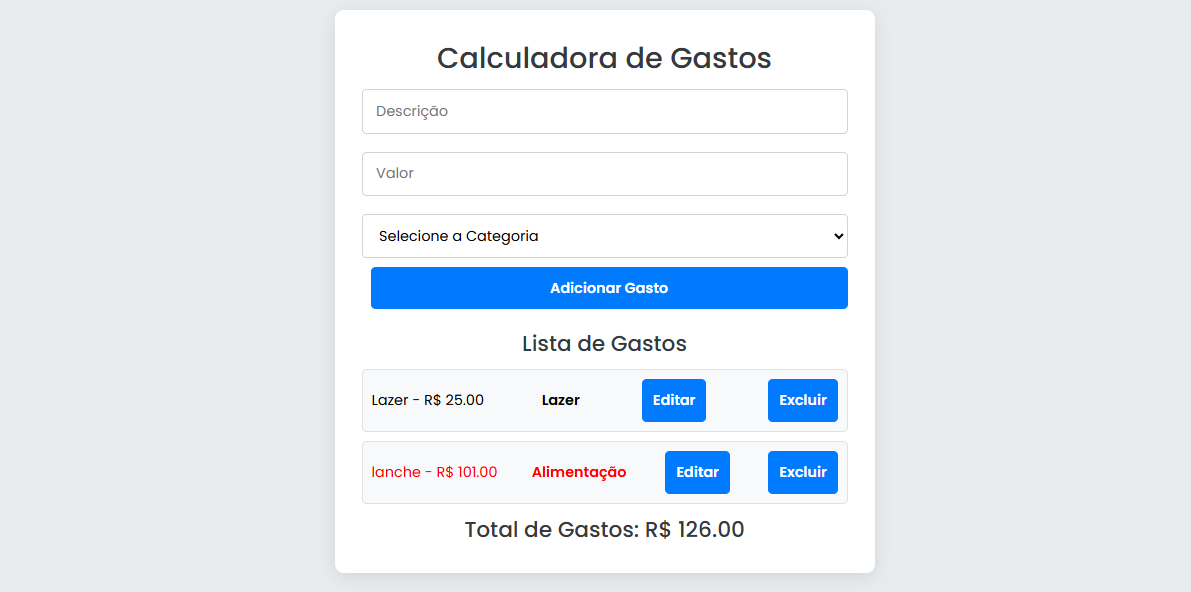 Calculadora de Gastos
Descrição
Valor
Selecione a Categoria
Adicionar Gasto
Lista de Gastos
Lazer - R$ 25.00 Lazer Editar Excluir
lanche - R$ 101.00 Alimentação Editar Excluir
Total de Gastos: R$ 126.00